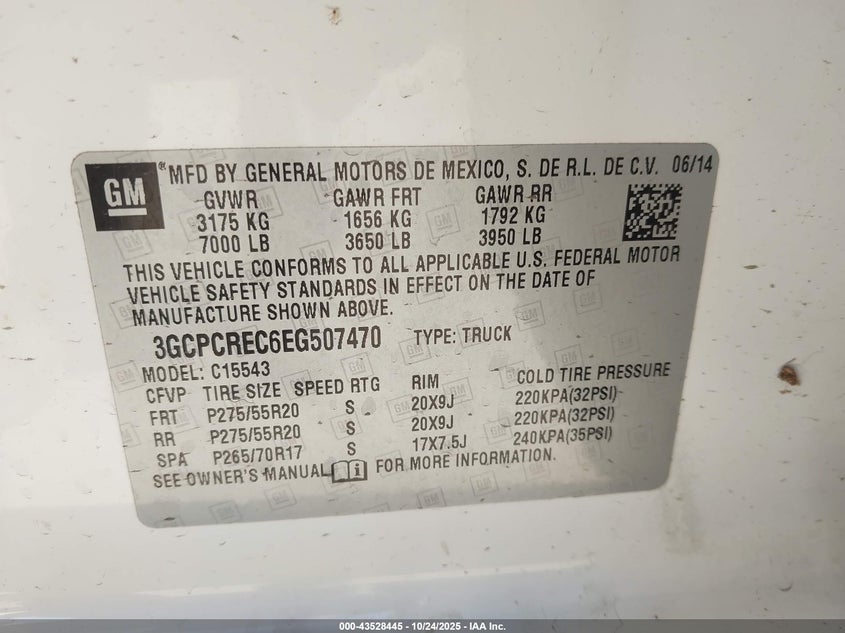 GM
® MFD BY GENERAL MOTORS DE MEXICO, S. DE R.L. DE C.V. 06/14
GVWR GAWR FRT GAWR RR
3175 KG 1656 KG 1792 KG
7000 LB 3650 LB 3950 LB
THIS VEHICLE CONFORMS TO ALL APPLICABLE U.S. FEDERAL MOTOR
VEHICLE SAFETY STANDARDS IN EFFECT ON THE DATE OF
MANUFACTURE SHOWN ABOVE.
3GCPCREC6EG507470 TYPE: TRUCK
MODEL: C15543
CFVP TIRE SIZE SPEED RTG RIM COLD TIRE PRESSURE
FRT P275/55R20 S 20X9J 220KPA(32PSI)
RR P275/55R20 S 20X9J 220KPA(32PSI)
SPA P265/70R17 S 17X7.5J 240KPA(35PSI)
SEE OWNER'S MANUAL i FOR MORE INFORMATION.
000-43528445 - 10/24/2025 - IAA Inc.